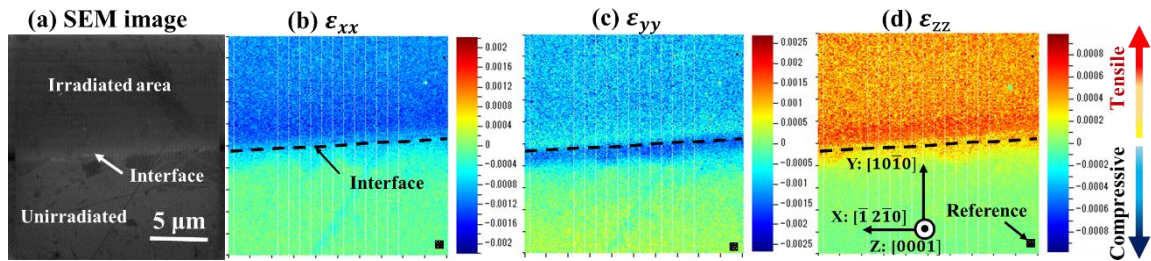 (a) SEM image
Irradiated area
Interface
Unirradiated
5 μm
(b) εxx
Interface
0.002
0.0016
0.0012
0.0008
0.0004
0
-0.0004
-0.0008
-0.0012
-0.0016
-0.002
(c) εyy
0.0025
0.002
0.0015
0.001
0.0005
0
-0.0005
-0.001
-0.0015
-0.002
-0.0025
(d) εzz
Y: [101̅0]
X: [1̅ 21̅0]
Z: [0001]
Reference
0.0008
0.0006
0.0004
0.0002
0
-0.0002
-0.0004
-0.0006
-0.0008
Tensile
Compressive